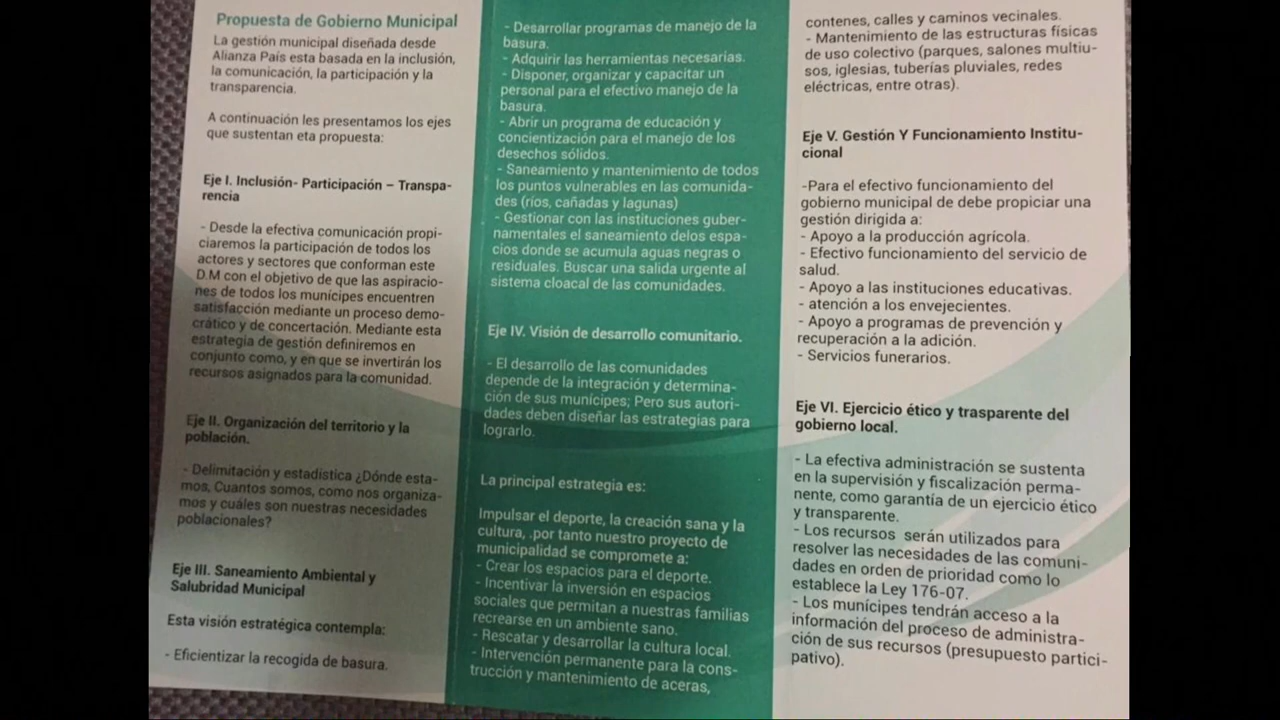 Propuesta de Gobierno Municipal
La gestión municipal diseñada desde
Alianza País esta basada en la inclusión,
la comunicación, la participación y la
transparencia.
A continuación les presentamos los ejes
que sustentan eta propuesta:
Eje I. Inclusión- Participación – Transpa-
rencia
- Desde la efectiva comunicación propi-
ciaremos la participación de todos los
actores y sectores que conforman este
D.M con el objetivo de que las aspiracio-
nes de todos los munícipes encuentren
satisfacción mediante un proceso demo-
crático y de concertación. Mediante esta
estrategia de gestión definiremos en
conjunto como, y en que se invertirán los
recursos asignados para la comunidad.
Eje II. Organización del territorio y la
población.
- Delimitación y estadística ¿Dónde esta-
mos, Cuantos somos, como nos organiza-
mos y cuáles son nuestras necesidades
poblacionales?
Eje III. Saneamiento Ambiental y
Salubridad Municipal
Esta visión estratégica contempla:
- Eficientizar la recogida de basura.
- Desarrollar programas de manejo de la
basura.
- Adquirir las herramientas necesarias.
- Disponer, organizar y capacitar un
personal para el efectivo manejo de la
basura.
- Abrir un programa de educación y
concientización para el manejo de los
desechos sólidos.
- Saneamiento y mantenimiento de todos
los puntos vulnerables en las comunida-
des (ríos, cañadas y lagunas)
- Gestionar con las instituciones guber-
namentales el saneamiento delos espa-
cios donde se acumula aguas negras o
residuales. Buscar una salida urgente al
sistema cloacal de las comunidades.
Eje IV. Visión de desarrollo comunitario.
- El desarrollo de las comunidades
depende de la integración y determina-
ción de sus munícipes; Pero sus autori-
dades deben diseñar las estrategias para
lograrlo.
La principal estrategia es:
Impulsar el deporte, la creación sana y la
cultura, .por tanto nuestro proyecto de
municipalidad se compromete a:
- Crear los espacios para el deporte.
- Incentivar la inversión en espacios
sociales que permitan a nuestras familias
recrearse en un ambiente sano.
- Rescatar y desarrollar la cultura local.
- Intervención permanente para la cons-
trucción y mantenimiento de aceras,
contenes, calles y caminos vecinales.
- Mantenimiento de las estructuras físicas
de uso colectivo (parques, salones multiu-
sos, iglesias, tuberías pluviales, redes
eléctricas, entre otras).
Eje V. Gestión Y Funcionamiento Institu-
cional
-Para el efectivo funcionamiento del
gobierno municipal de debe propiciar una
gestión dirigida a:
- Apoyo a la producción agrícola.
- Efectivo funcionamiento del servicio de
salud.
- Apoyo a las instituciones educativas.
- atención a los envejecientes.
- Apoyo a programas de prevención y
recuperación a la adición.
- Servicios funerarios.
Eje VI. Ejercicio ético y trasparente del
gobierno local.
- La efectiva administración se sustenta
en la supervisión y fiscalización perma-
nente, como garantía de un ejercicio ético
y transparente.
- Los recursos serán utilizados para
resolver las necesidades de las comuni-
dades en orden de prioridad como lo
establece la Ley 176-07.
- Los munícipes tendrán acceso a la
información del proceso de administra-
ción de sus recursos (presupuesto partici-
pativo).